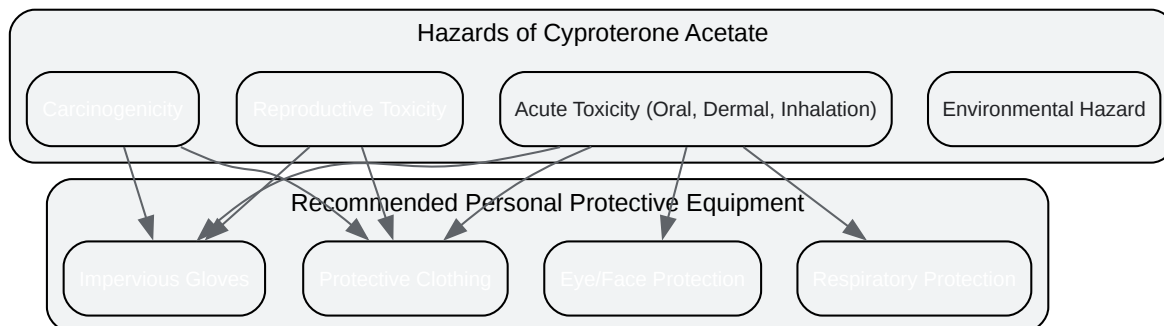 Hazards of Cyproterone Acetate
Carcinogenicity
Reproductive Toxicity
Acute Toxicity (Oral, Dermal, Inhalation)
Environmental Hazard
Recommended Personal Protective Equipment
Impervious Gloves
Protective Clothing
Eye/Face Protection
Respiratory Protection